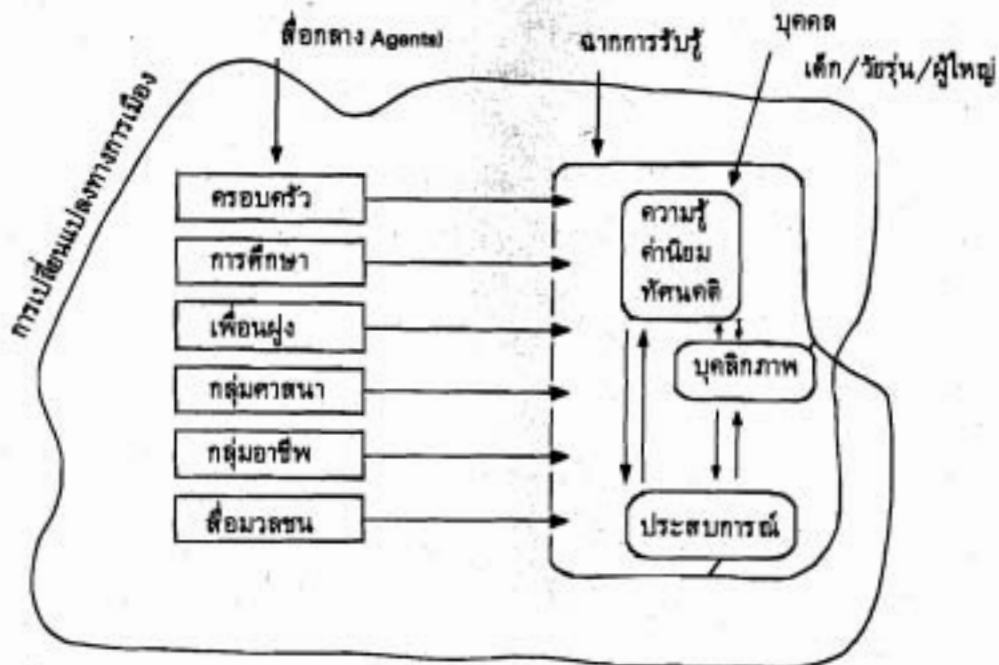 สื่อกลาง Agents)
ฉากการรับรู้
บุคคล
เด็ก/วัยรุ่น/ผู้ใหญ่
การเปลี่ยนแปลงทางการเมือง
ครอบครัว
การศึกษา
เพื่อนฝูง
กลุ่มศาสนา
กลุ่มอาชีพ
สื่อมวลชน
ความรู้
ค่านิยม
ทัศนคติ
บุคลิกภาพ
ประสบการณ์